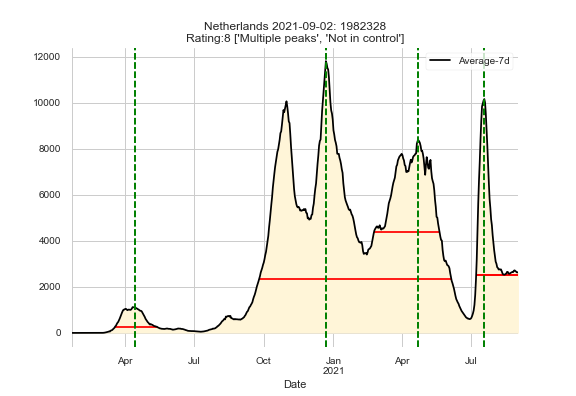 Netherlands 2021-09-02: 1982328
Rating:8 ['Multiple peaks', 'Not in control']
Average-7d
12000
10000
8000
6000
4000
2000
0
Apr Jul Oct Jan Apr Jul
2021
Date